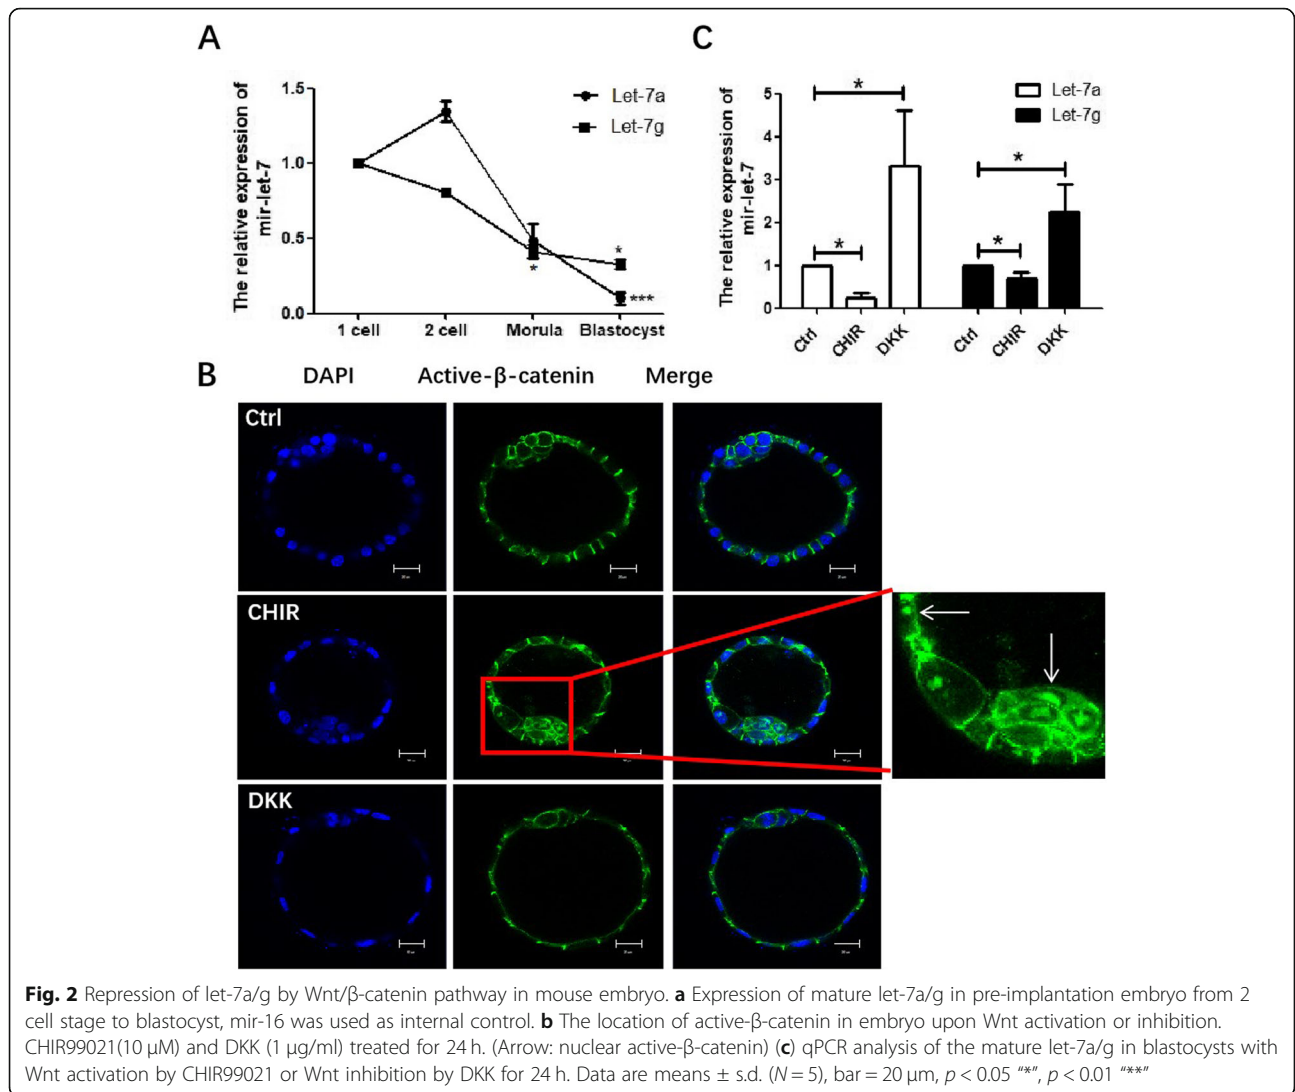 A
The relative expression of
mir-let-7
1.5
1.0
0.5
0.0
Let-7a
Let-7g
*
*
***
1 cell
2 cell
Morula
Blastocyst
C
The relative expression of
mir-let-7
5
4
3
2
1
0
Let-7a
Let-7g
*
*
*
*
Ctrl
CHIR
DKK
Ctrl
CHIR
DKK
B
DAPI
Active-β-catenin
Merge
Ctrl
CHIR
DKK
Fig. 2 Repression of let-7a/g by Wnt/β-catenin pathway in mouse embryo. a Expression of mature let-7a/g in pre-implantation embryo from 2
cell stage to blastocyst, mir-16 was used as internal control. b The location of active-β-catenin in embryo upon Wnt activation or inhibition.
CHIR99021(10 μM) and DKK (1 μg/ml) treated for 24 h. (Arrow: nuclear active-β-catenin) (c) qPCR analysis of the mature let-7a/g in blastocysts with
Wnt activation by CHIR99021 or Wnt inhibition by DKK for 24 h. Data are means ± s.d. (N = 5), bar = 20 μm, p < 0.05 “*”, p < 0.01 “**”